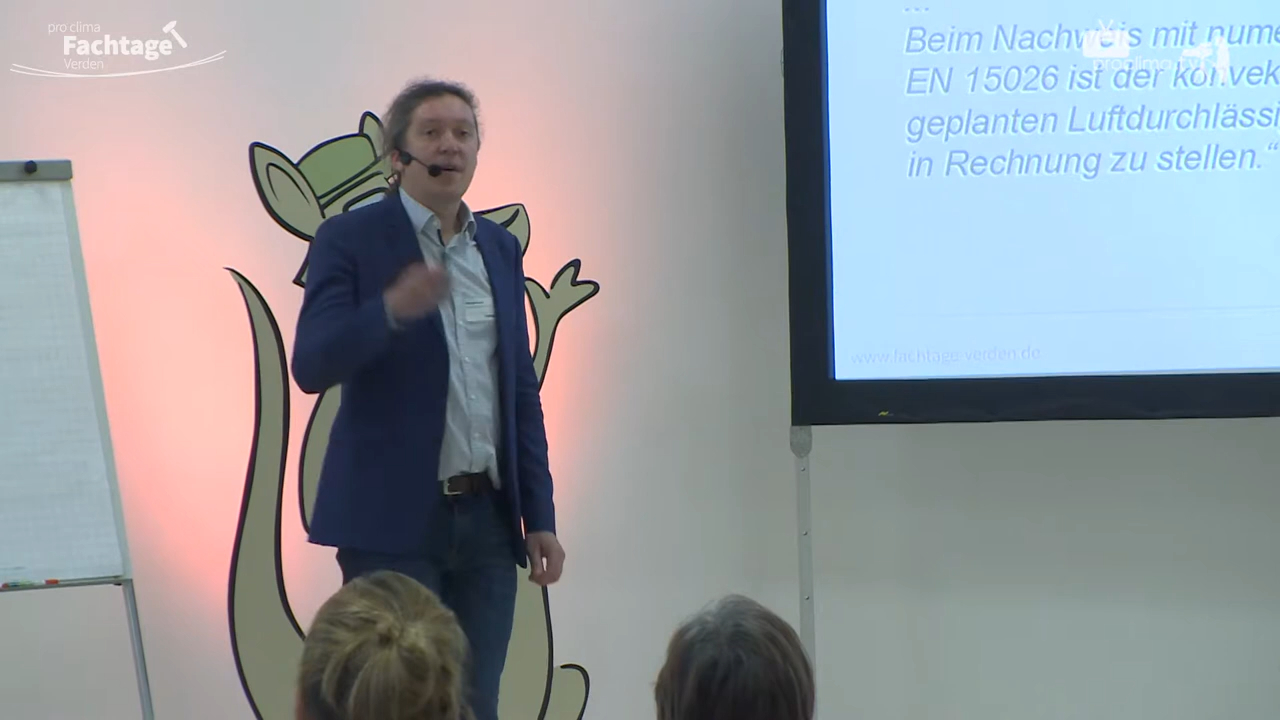 pro clima
Fachtage
Verden
...
Beim Nachweis mit nume
EN 15026 ist der konvek
geplanten Luftdurchlässi
in Rechnung zu stellen.“
www.fachtage-verden.de
proclima tv